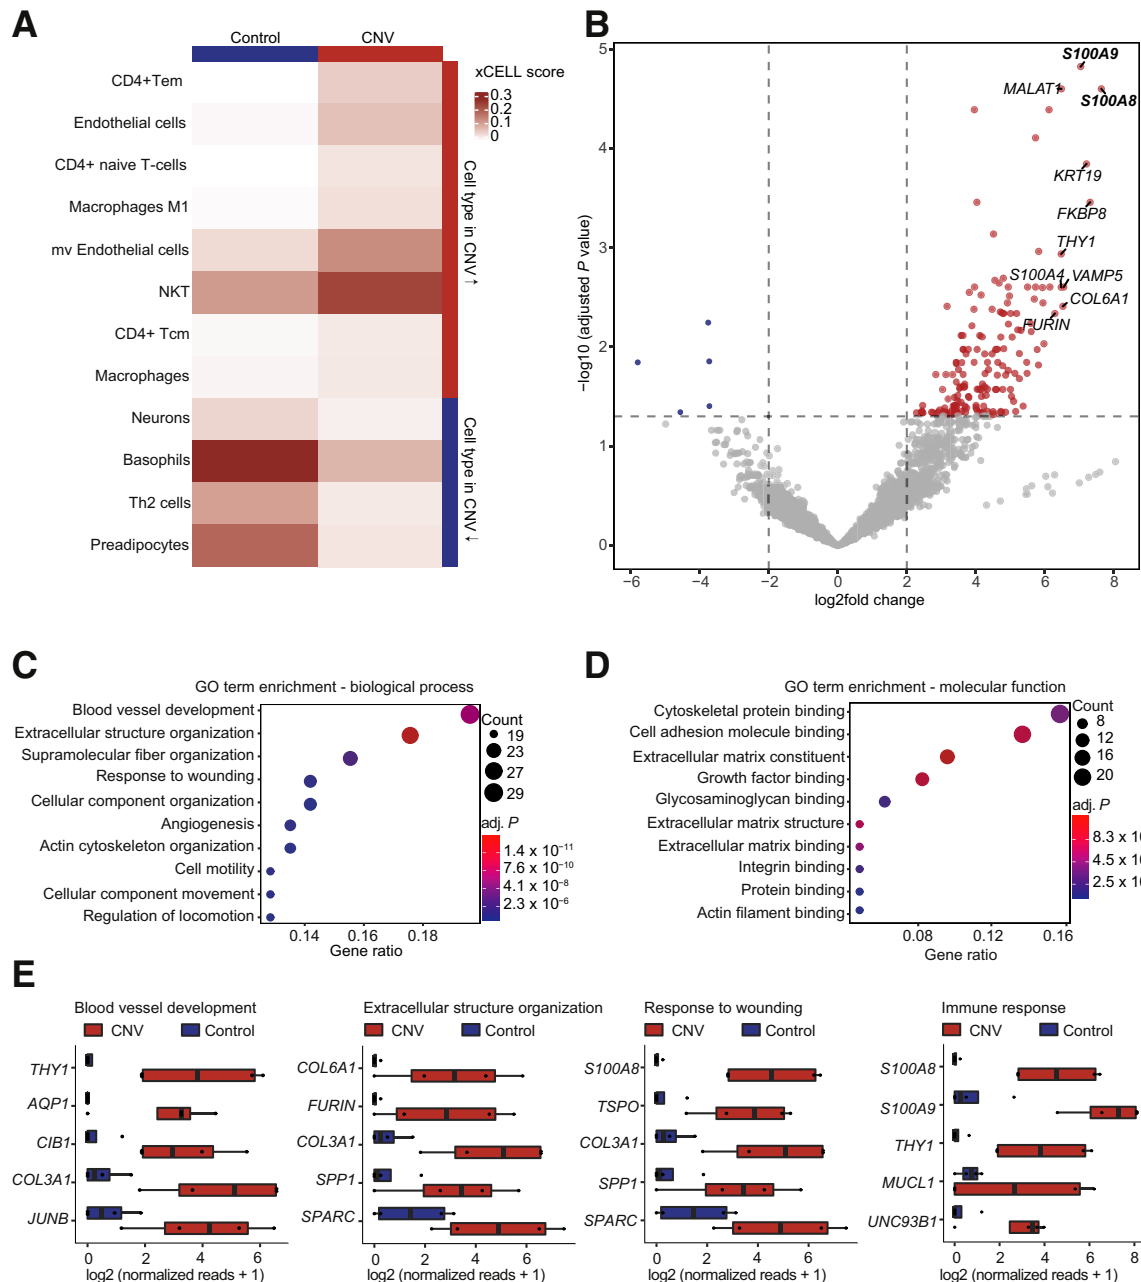 A
Control
CNV
CD4+Tem
Endothelial cells
CD4+ naive T-cells
Macrophages M1
mv Endothelial cells
NKT
CD4+ Tcm
Macrophages
Neurons
Basophils
Th2 cells
Preadipocytes
xCELL score
0.3
0.2
0.1
0
Cell type in CNV ↑
Cell type in CNV ↓
B
5
4
3
2
1
0
−log10 (adjusted P value)
S100A9
MALAT1
S100A8
KRT19
FKBP8
THY1
S100A4
VAMP5
COL6A1
FURIN
−6
−4
−2
0
2
4
6
8
log2fold change
C
GO term enrichment - biological process
Blood vessel development
Extracellular structure organization
Supramolecular fiber organization
Response to wounding
Cellular component organization
Angiogenesis
Actin cytoskeleton organization
Cell motility
Cellular component movement
Regulation of locomotion
0.14
0.16
0.18
Gene ratio
Count
19
23
27
29
adj. P
1.4 x 10⁻¹¹
7.6 x 10⁻¹⁰
4.1 x 10⁻⁸
2.3 x 10⁻⁶
D
GO term enrichment - molecular function
Cytoskeletal protein binding
Cell adhesion molecule binding
Extracellular matrix constituent
Growth factor binding
Glycosaminoglycan binding
Extracellular matrix structure
Extracellular matrix binding
Integrin binding
Protein binding
Actin filament binding
0.08
0.12
0.16
Gene ratio
Count
8
12
16
20
adj. P
8.3 x 10
4.5 x 10
2.5 x 10
E
Blood vessel development
CNV
Control
THY1
AQP1
CIB1
COL3A1
JUNB
0
2
4
6
log2 (normalized reads + 1)
Extracellular structure organization
CNV
Control
COL6A1
FURIN
COL3A1
SPP1
SPARC
0
2
4
6
log2 (normalized reads + 1)
Response to wounding
CNV
Control
S100A8
TSPO
COL3A1
SPP1
SPARC
0
2
4
6
log2 (normalized reads + 1)
Immune response
CNV
Control
S100A8
S100A9
THY1
MUCL1
UNC93B1
0
2
4
6
8
log2 (normalized reads + 1)